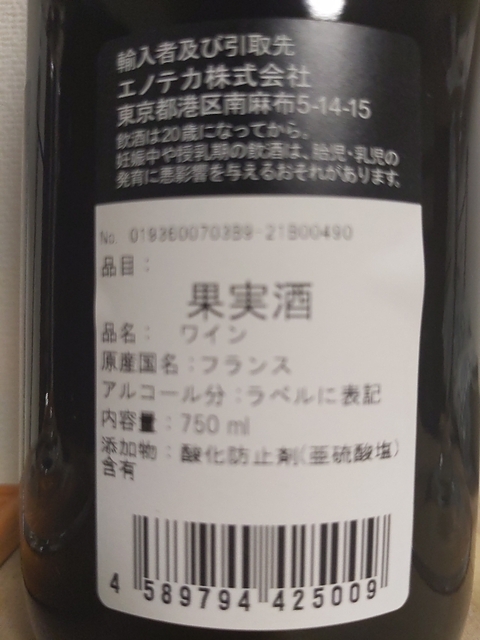 輸入者及び引取先
エノテカ株式会社
東京都港区南麻布5-14-15
飲酒は20歳になってから。
妊娠中や授乳期の飲酒は、胎児・乳児の
発育に悪影響を与えるおそれがあります。
No. 0193600703B9-21B00490
品目：
果実酒
品名： ワイン
原産国名：フランス
アルコール分：ラベルに表記
内容量：750 ml
添加物：酸化防止剤(亜硫酸塩)
含有
4 589794 425009